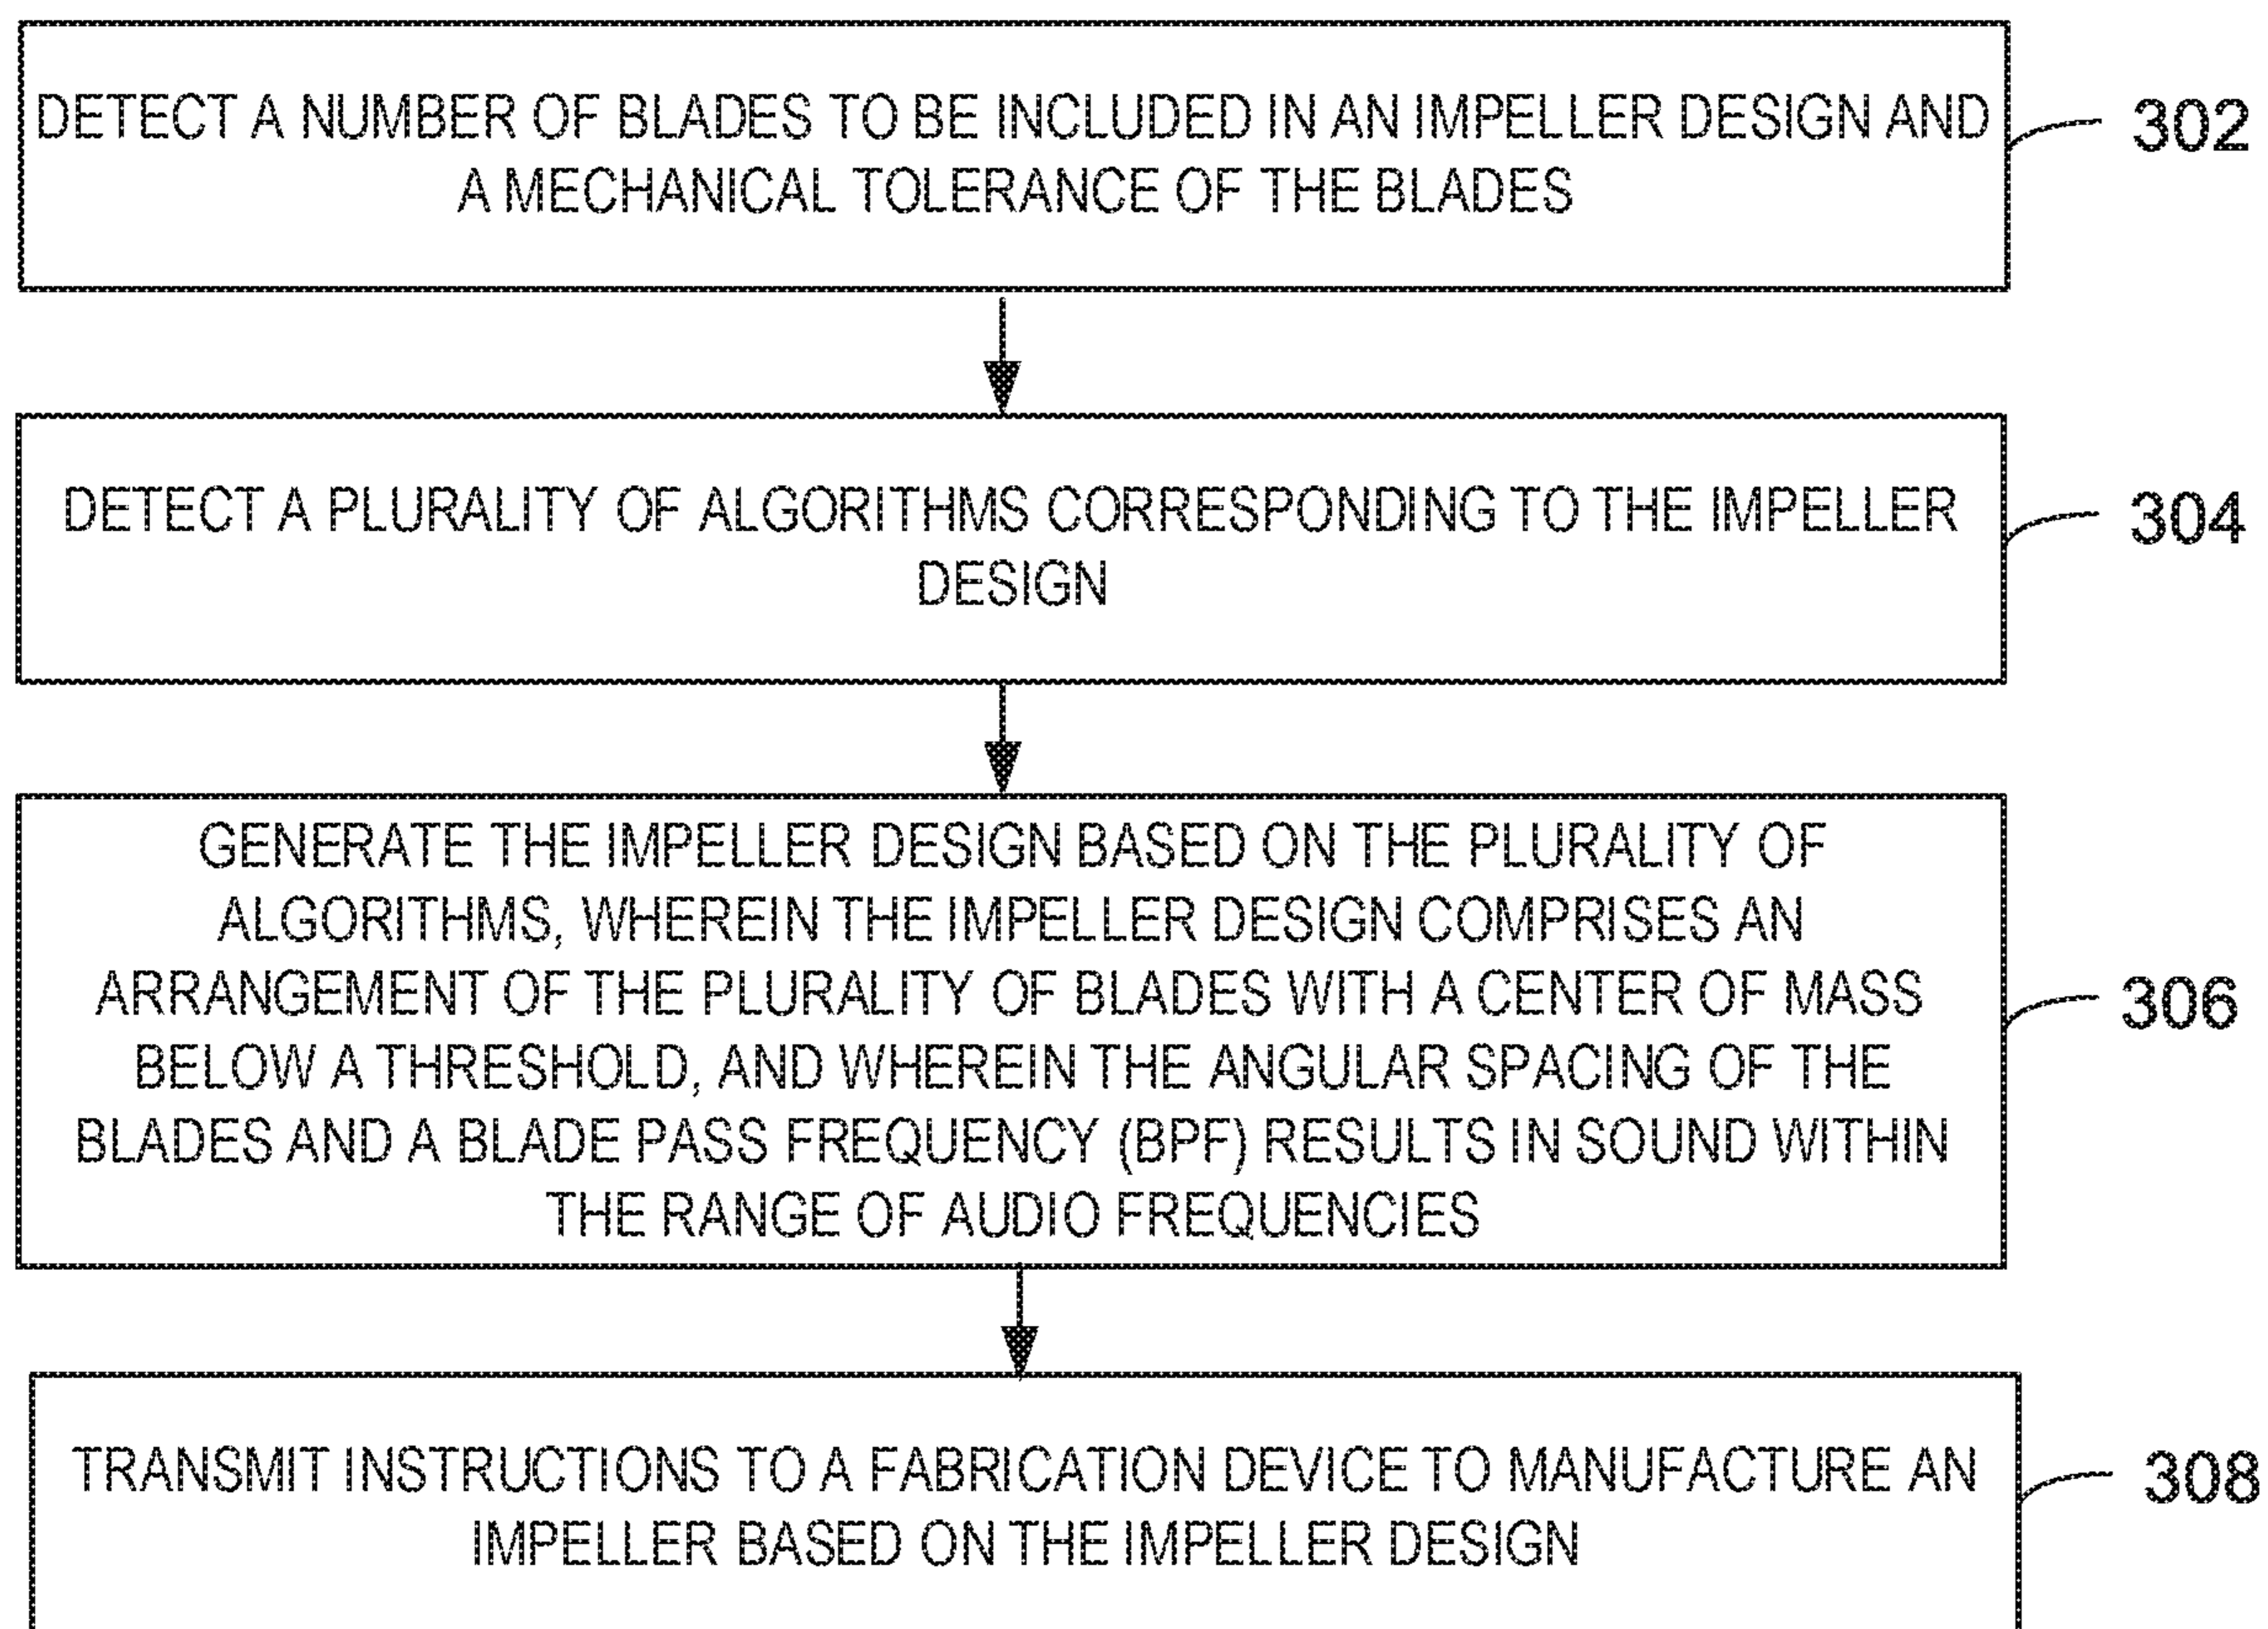 DETECT A NUMBER OF BLADES TO BE INCLUDED IN AN IMPELLER DESIGN AND
A MECHANICAL TOLERANCE OF THE BLADES
302
DETECT A PLURALITY OF ALGORITHMS CORRESPONDING TO THE IMPELLER
DESIGN
304
GENERATE THE IMPELLER DESIGN BASED ON THE PLURALITY OF
ALGORITHMS, WHEREIN THE IMPELLER DESIGN COMPRISES AN
ARRANGEMENT OF THE PLURALITY OF BLADES WITH A CENTER OF MASS
BELOW A THRESHOLD, AND WHEREIN THE ANGULAR SPACING OF THE
BLADES AND A BLADE PASS FREQUENCY (BPF) RESULTS IN SOUND WITHIN
THE RANGE OF AUDIO FREQUENCIES
306
TRANSMIT INSTRUCTIONS TO A FABRICATION DEVICE TO MANUFACTURE AN
IMPELLER BASED ON THE IMPELLER DESIGN
308